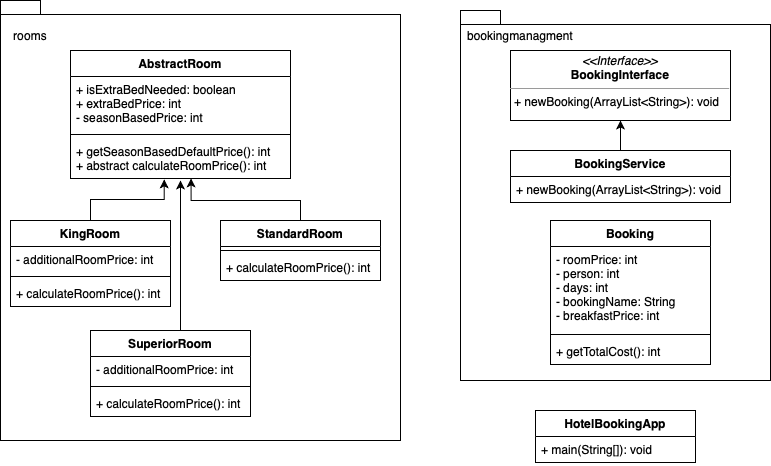 rooms
AbstractRoom
+ isExtraBedNeeded: boolean
+ extraBedPrice: int
- seasonBasedPrice: int
+ getSeasonBasedDefaultPrice(): int
+ abstract calculateRoomPrice(): int
KingRoom
- additionalRoomPrice: int
+ calculateRoomPrice(): int
StandardRoom
+ calculateRoomPrice(): int
SuperiorRoom
- additionalRoomPrice: int
+ calculateRoomPrice(): int
bookingmanagment
<<Interface>>
BookingInterface
+ newBooking(ArrayList<String>): void
BookingService
+ newBooking(ArrayList<String>): void
Booking
- roomPrice: int
- person: int
- days: int
- bookingName: String
- breakfastPrice: int
+ getTotalCost(): int
HotelBookingApp
+ main(String[]): void